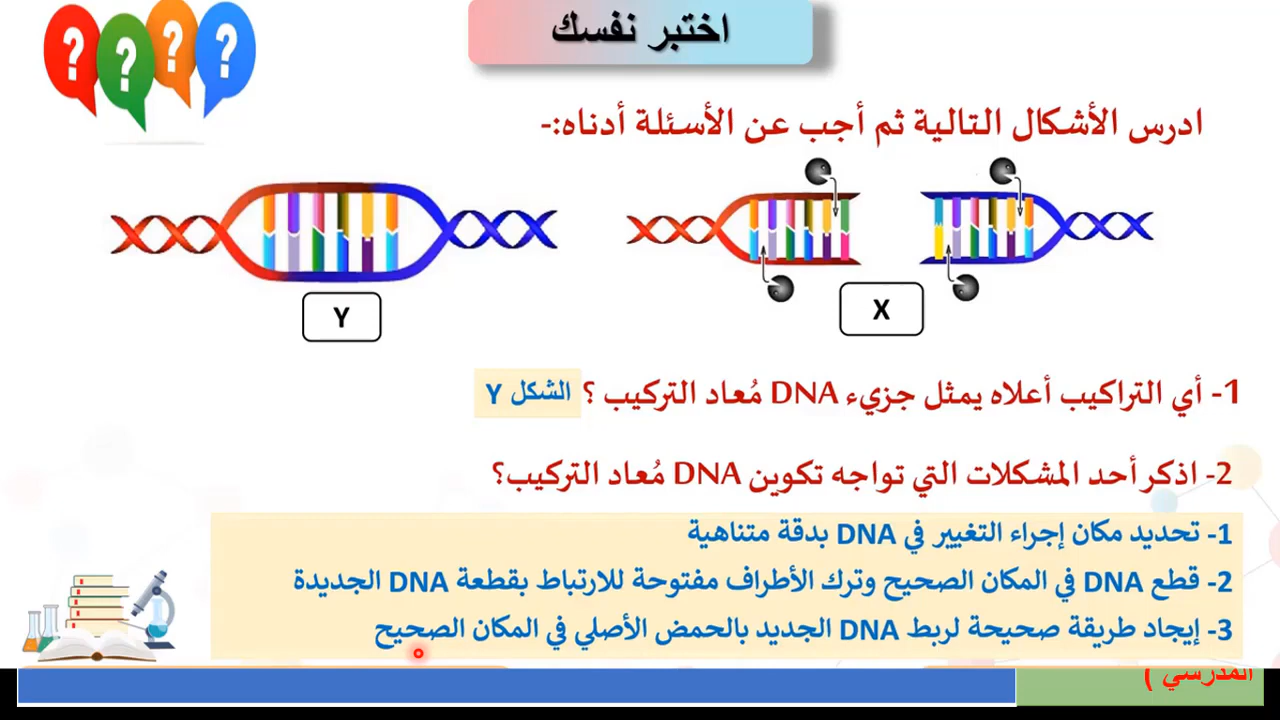 اختبر نفسك
? ? ? ?
ادرس الأشكال التالية ثم أجب عن الأسئلة أدناه:-
Y
X
1- أي التراكيب أعلاه يمثل جزيء DNA مُعاد التركيب ؟ الشكل Y
2- اذكر أحد المشكلات التي تواجه تكوين DNA مُعاد التركيب؟
1- تحديد مكان إجراء التغيير في DNA بدقة متناهية
2- قطع DNA في المكان الصحيح وترك الأطراف مفتوحة للارتباط بقطعة DNA الجديدة
3- إيجاد طريقة صحيحة لربط DNA الجديد بالحمض الأصلي في المكان الصحيح
المدرسي )